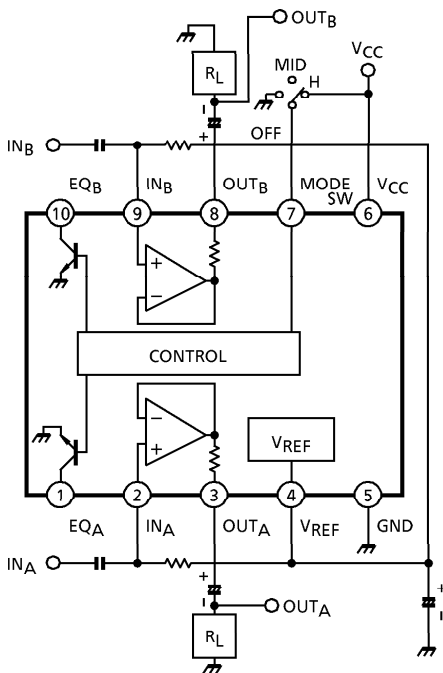 OUTB
RL
MID
VCC
H
OFF
+
INB
EQB
INB
OUTB
MODE
SW
VCC
10
9
8
7
6
+
−
CONTROL
−
+
VREF
1
2
3
4
5
EQA
INA
OUTA
VREF
GND
INA
+
+
OUTA
RL